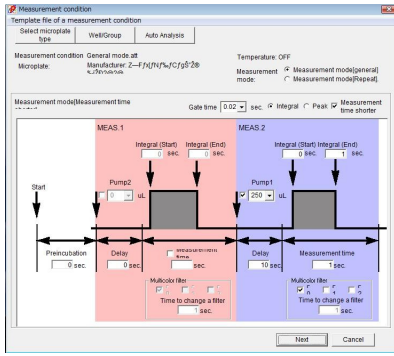 Measurement condition
Template file of a measurement condition
Select microplate type
Well/Group
Auto Analysis
Measurement condition General mode.att
Temperature: OFF
Microplate:
Manufacturer:
Measurement mode:
Measurement mode[general]
Measurement mode[Repeat]
Measurement mode[Measurement time
Gate time 0.02 sec. Integral Peak Measurement time shorter
MEAS.1
MEAS.2
Integral (Start) Integral (End)
0 sec. 0 sec.
Integral (Start) Integral (End)
0 sec. 1 sec.
Start
Pump2
0 uL
Pump1
250 uL
Preincubation
0 sec.
Delay
0 sec.
sec.
Delay
10 sec.
Measurement time
1 sec.
Multicolor filter
Time to change a filter
1 sec.
Multicolor filter
Time to change a filter
1 sec.
Next
Cancel